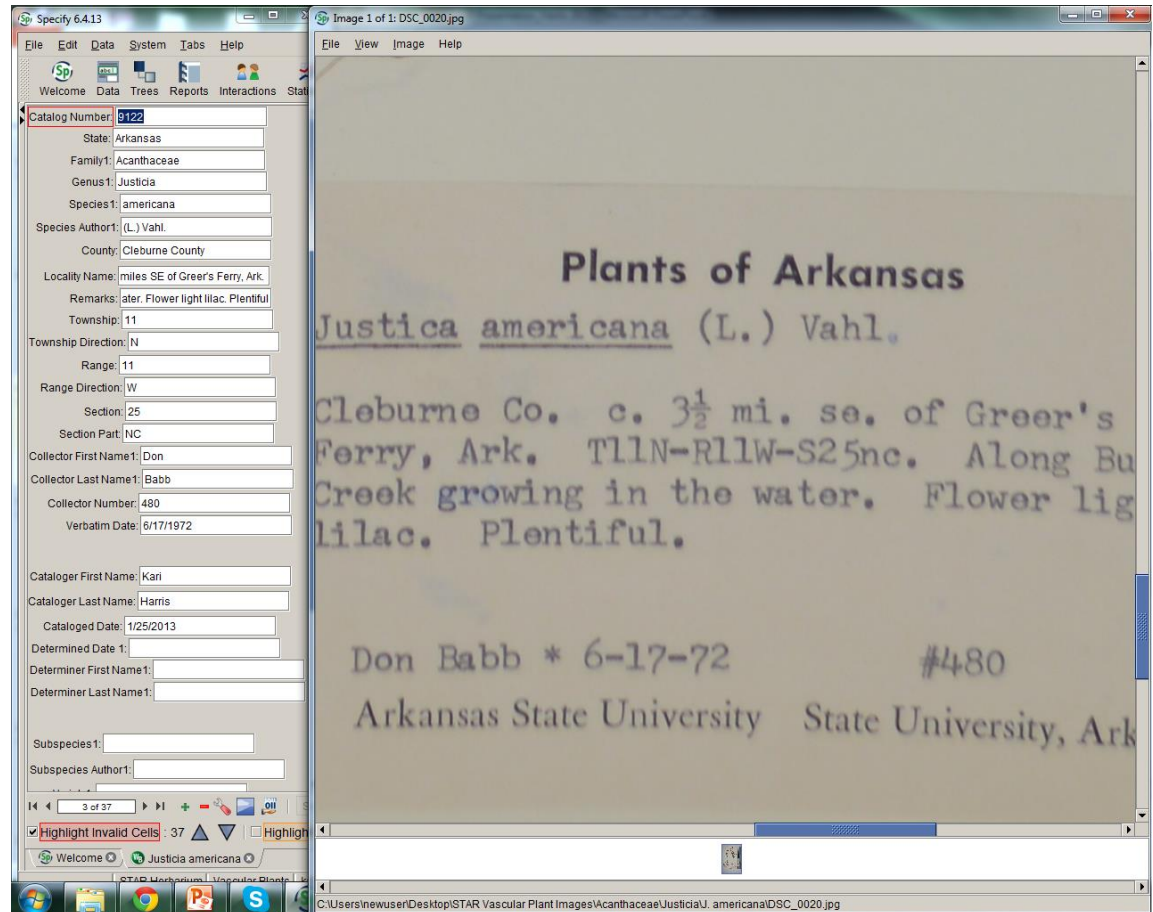 Specify 6.4.13
File Edit Data System Tabs Help
Welcome Data Trees Reports Interactions
Catalog Number: 9122
State: Arkansas
Family1: Acanthaceae
Genus1: Justicia
Species1: americana
Species Author1: (L.) Vahl.
County: Cleburne County
Locality Name: miles SE of Greer's Ferry, Ark.
Remarks: ater. Flower light lilac. Plentiful
Township: 11
Township Direction: N
Range: 11
Range Direction: W
Section: 25
Section Part: NC
Collector First Name1: Don
Collector Last Name1: Babb
Collector Number: 480
Verbatim Date: 6/17/1972
Cataloger First Name: Kari
Cataloger Last Name: Harris
Cataloged Date: 1/25/2013
Determined Date 1:
Determiner First Name1:
Determiner Last Name1:
Subspecies1:
Subspecies Author1:
3 of 37
Highlight Invalid Cells : 37 Highligh
Welcome Justicia americana
STAR Herbarium Vascular Plants
Image 1 of 1: DSC_0020.jpg
File View Image Help
Plants of Arkansas
Justica americana (L.) Vahl.
Cleburne Co. c. 3½ mi. se. of Greer's
Ferry, Ark. T11N-R11W-S25nc. Along Bu
Creek growing in the water. Flower lig
lilac. Plentiful.
Don Babb * 6-17-72 #480
Arkansas State University State University, Ark
C:\Users\newuser\Desktop\STAR Vascular Plant Images\Acanthaceae\Justicia\J. americana\DSC_0020.jpg